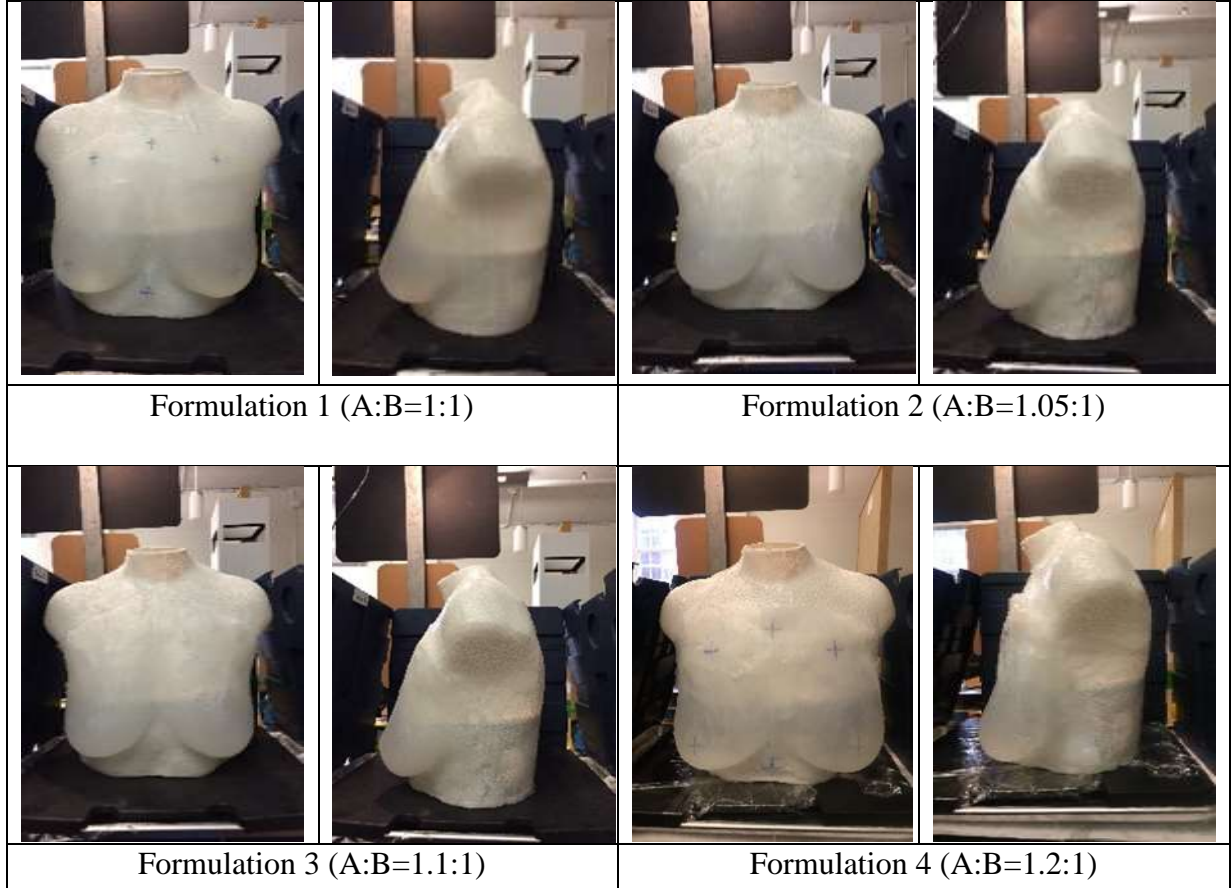 Formulation 1 (A:B=1:1)
Formulation 2 (A:B=1.05:1)
Formulation 3 (A:B=1.1:1)
Formulation 4 (A:B=1.2:1)